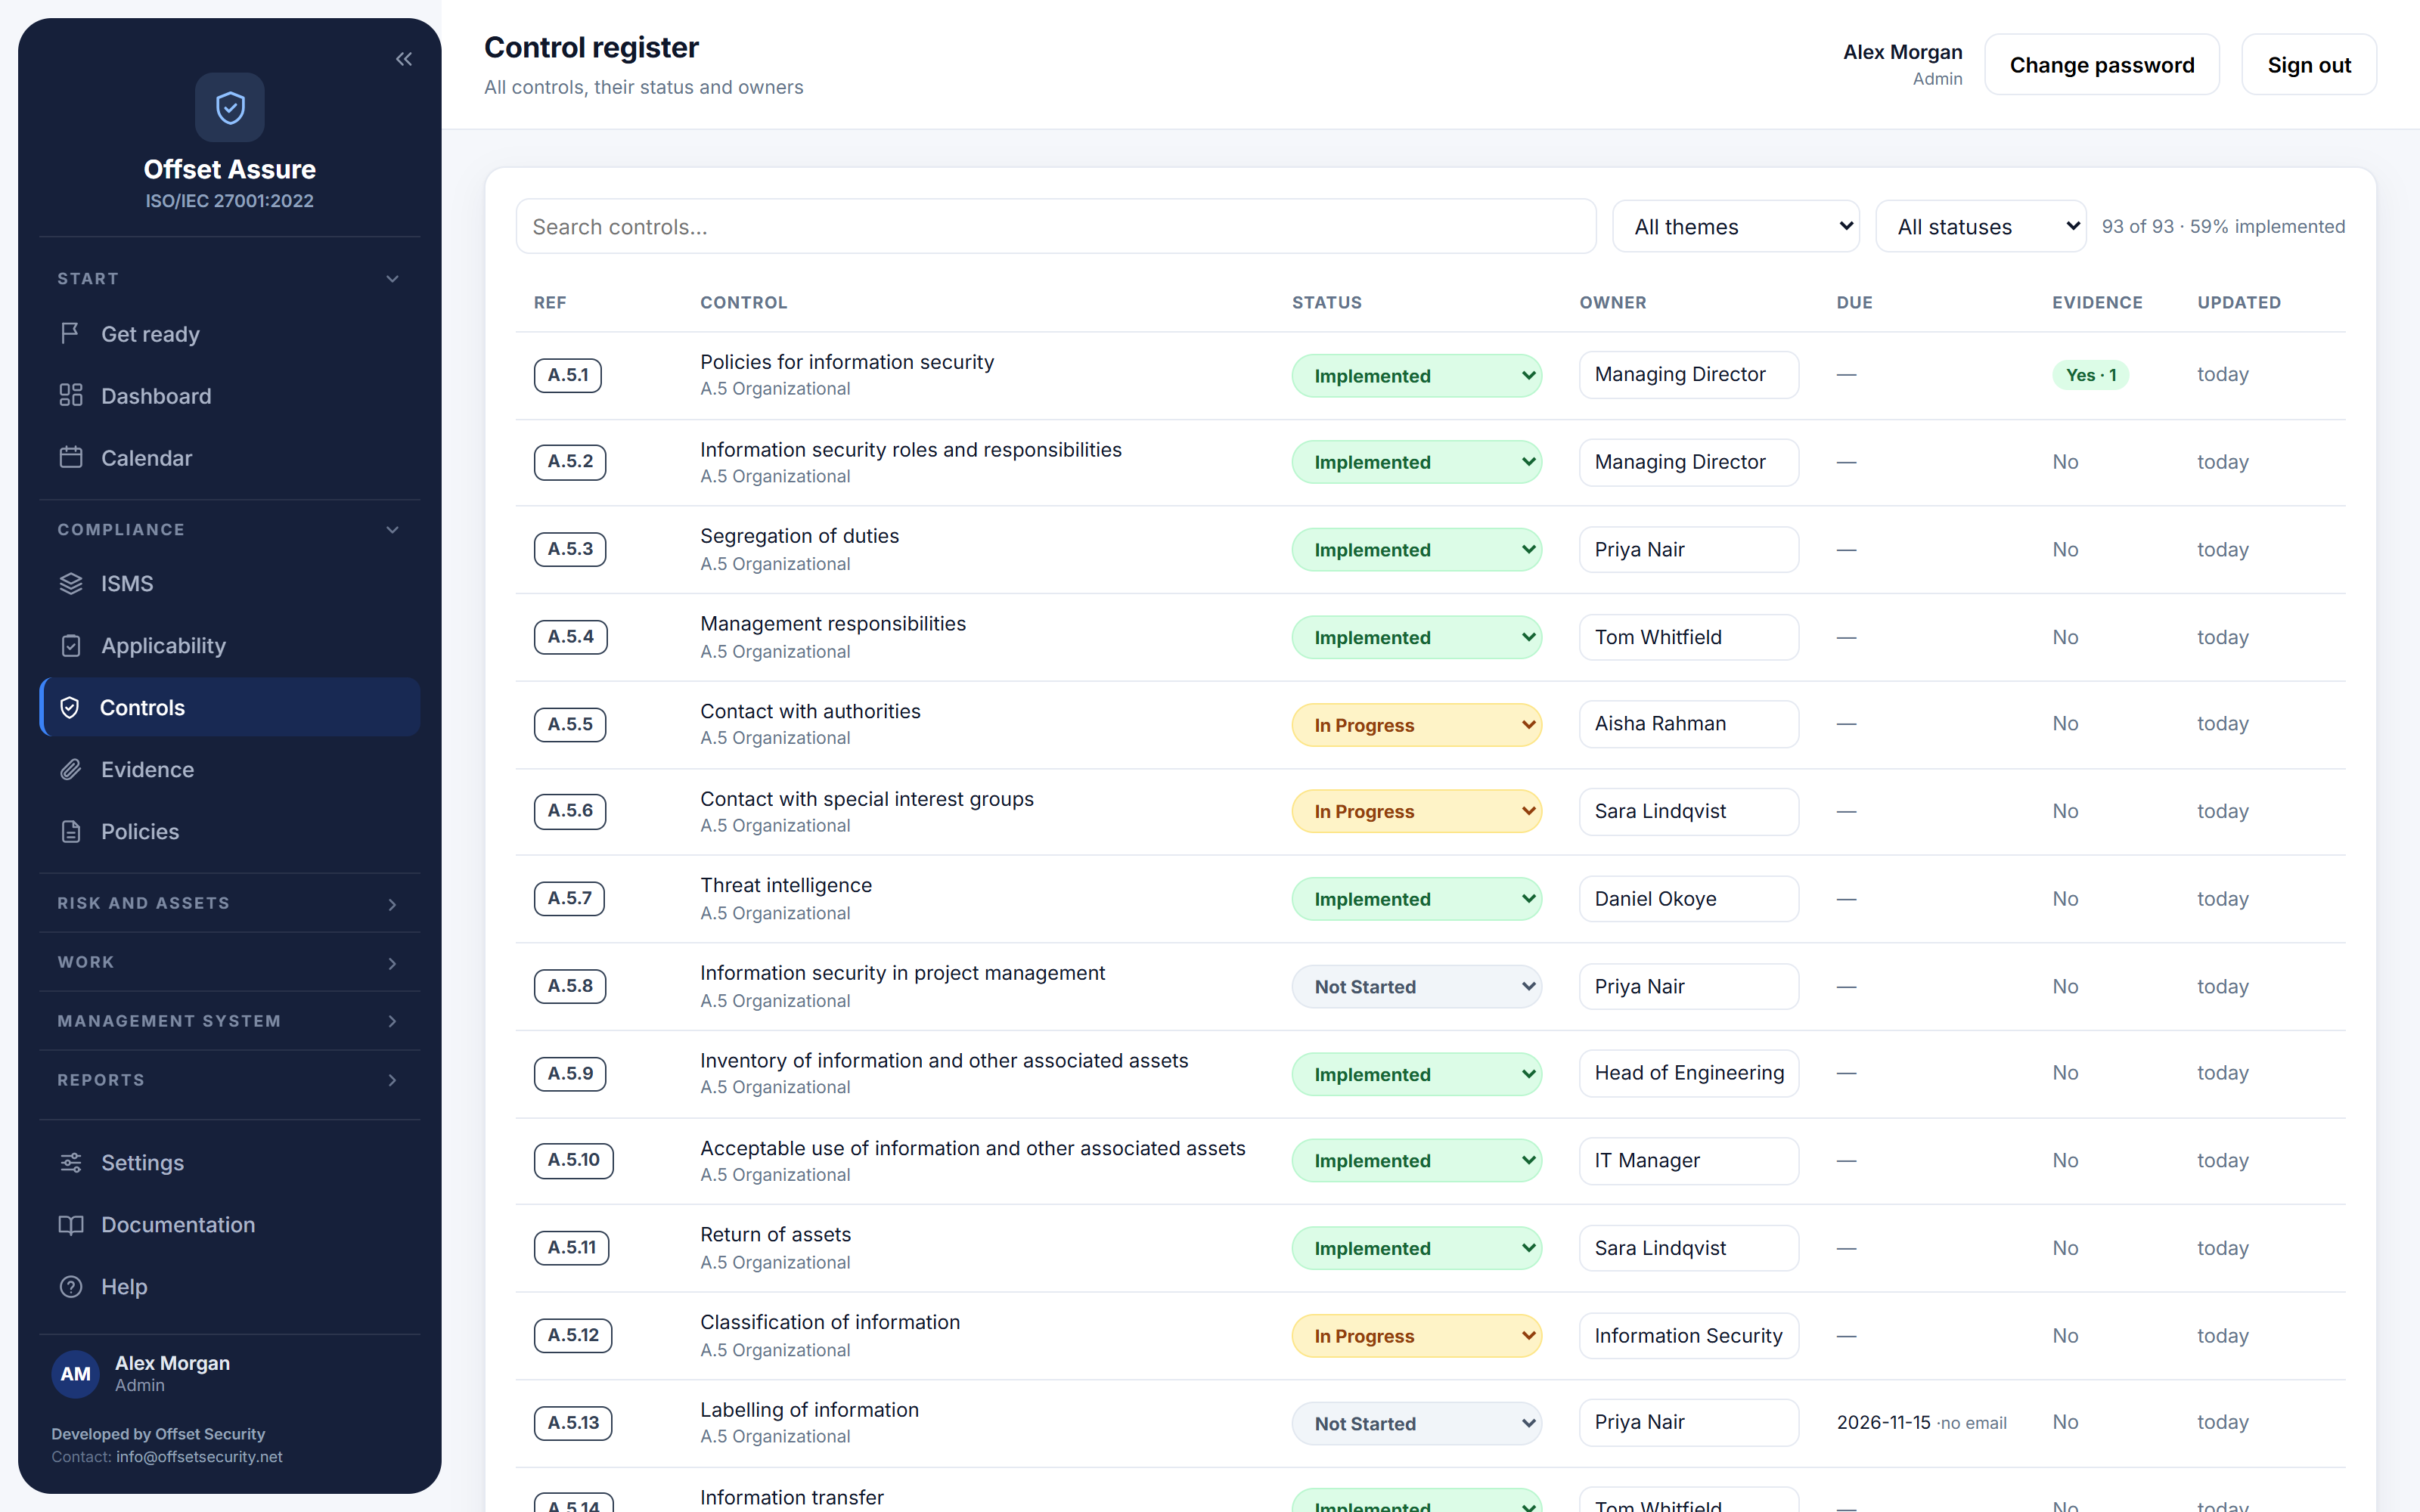 Offset Assure
ISO/IEC 27001:2022
START
Get ready
Dashboard
Calendar
COMPLIANCE
ISMS
Applicability
Controls
Evidence
Policies
RISK AND ASSETS
WORK
MANAGEMENT SYSTEM
REPORTS
Settings
Documentation
Help
AM
Alex Morgan
Admin
Developed by Offset Security
Contact: info@offsetsecurity.net
Control register
All controls, their status and owners
Alex Morgan
Admin
Change password
Sign out
Search controls...
All themes
All statuses
93 of 93 · 59% implemented
REF CONTROL STATUS OWNER DUE EVIDENCE UPDATED
A.5.1 Policies for information security Implemented Managing Director — Yes · 1 today
A.5 Organizational
A.5.2 Information security roles and responsibilities Implemented Managing Director — No today
A.5 Organizational
A.5.3 Segregation of duties Implemented Priya Nair — No today
A.5 Organizational
A.5.4 Management responsibilities Implemented Tom Whitfield — No today
A.5 Organizational
A.5.5 Contact with authorities In Progress Aisha Rahman — No today
A.5 Organizational
A.5.6 Contact with special interest groups In Progress Sara Lindqvist — No today
A.5 Organizational
A.5.7 Threat intelligence Implemented Daniel Okoye — No today
A.5 Organizational
A.5.8 Information security in project management Not Started Priya Nair — No today
A.5 Organizational
A.5.9 Inventory of information and other associated assets Implemented Head of Engineering — No today
A.5 Organizational
A.5.10 Acceptable use of information and other associated assets Implemented IT Manager — No today
A.5 Organizational
A.5.11 Return of assets Implemented Sara Lindqvist — No today
A.5 Organizational
A.5.12 Classification of information In Progress Information Security — No today
A.5 Organizational
A.5.13 Labelling of information Not Started Priya Nair 2026-11-15 ·no email No today
A.5 Organizational
A.5.14 Information transfer Implemented Tom Whitfield — No today